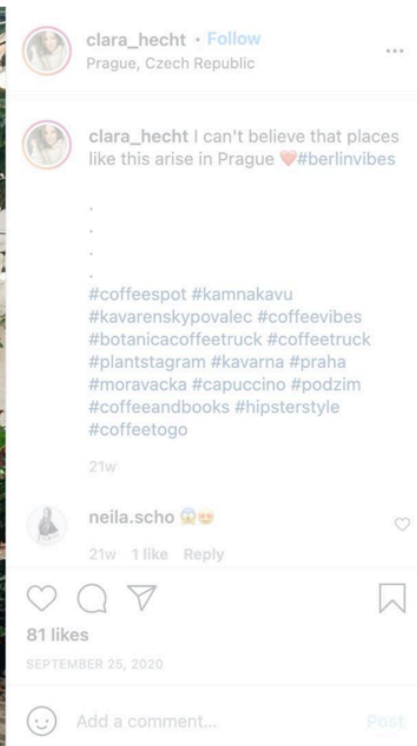 clara_hecht • Follow
Prague, Czech Republic
clara_hecht I can't believe that places
like this arise in Prague ❤️#berlinvibes
.
.
.
.
#coffeespot #kamnakavu
#kavarenskypovalec #coffeevibes
#botanicacoffeetruck #coffeetruck
#plantstagram #kavarna #praha
#moravacka #capuccino #podzim
#coffeeandbooks #hipsterstyle
#coffeetogo
21w
neila.scho 😱😍
21w 1 like Reply
81 likes
SEPTEMBER 25, 2020
Add a comment...
Post